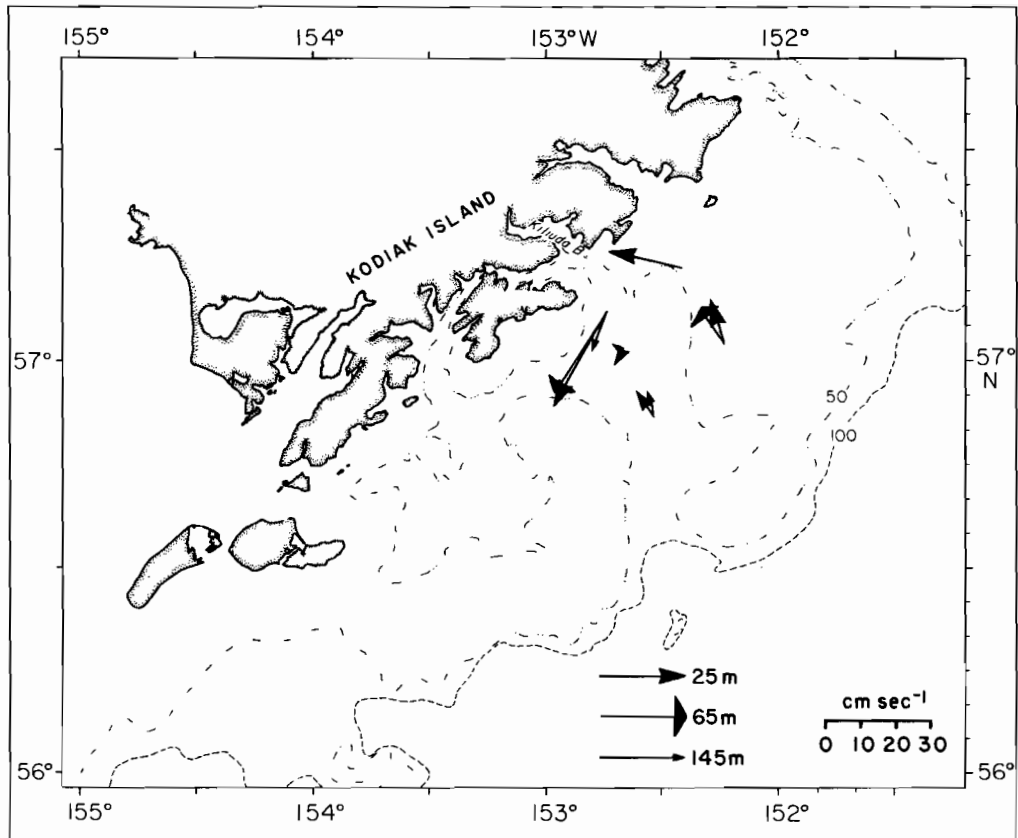 155° 154° 153°W 152°
KODIAK ISLAND
Kiliuda B
57° 57°
N
50
100
25m
65m
145m
cm sec⁻¹
0 10 20 30
56° 56°
155° 154° 153° 152°